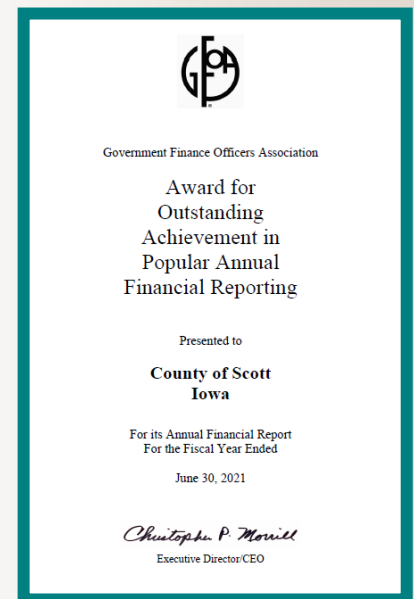 GFOA
Government Finance Officers Association
Award for
Outstanding
Achievement in
Popular Annual
Financial Reporting
Presented to
County of Scott
Iowa
For its Annual Financial Report
For the Fiscal Year Ended
June 30, 2021
Christopher P. Morrill
Executive Director/CEO